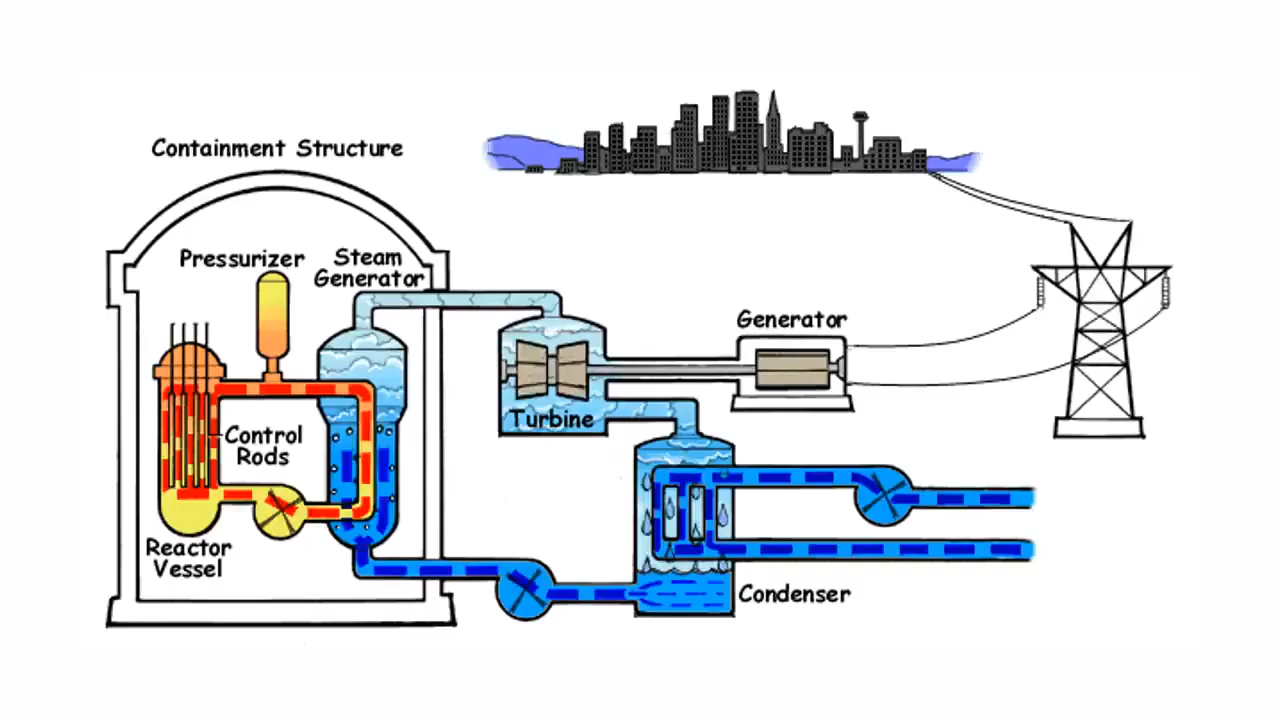 Containment Structure
Pressurizer
Steam
Generator
Control
Rods
Reactor
Vessel
Turbine
Generator
Condenser